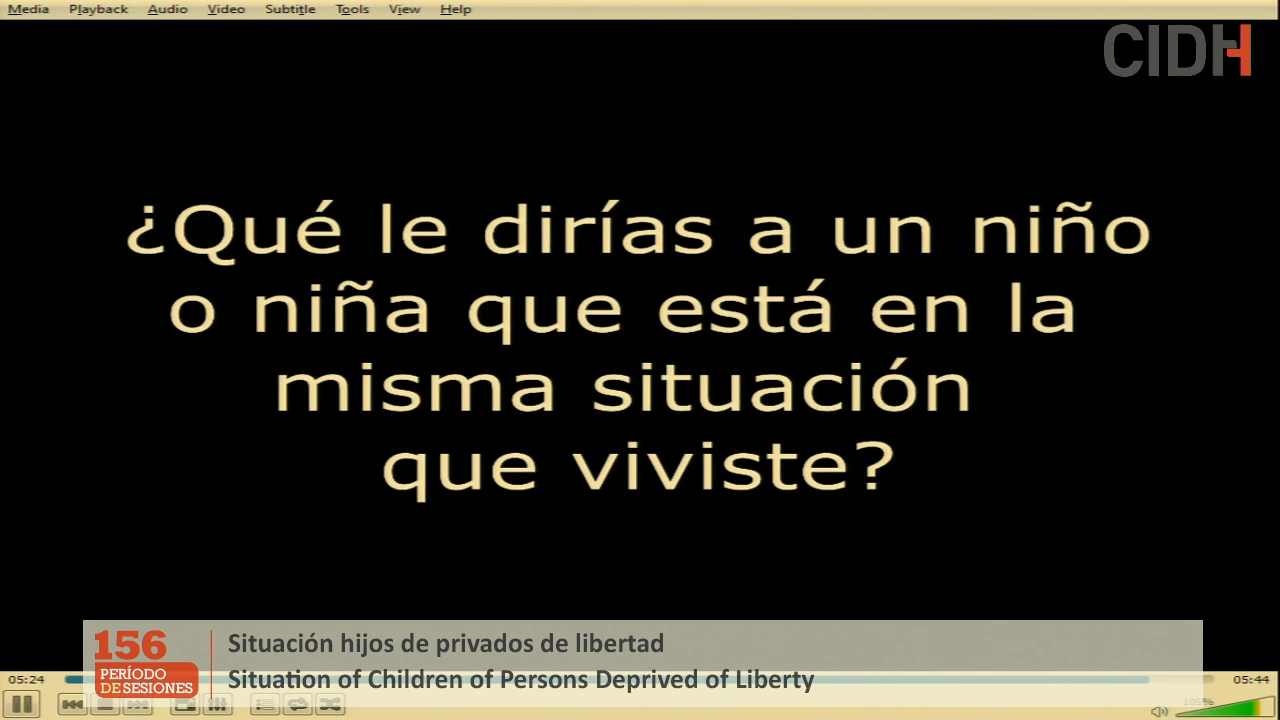 Media Playback Audio Video Subtitle Tools View Help
CIDH
¿Qué le dirías a un niño
o niña que está en la
misma situación
que viviste?
156
PERÍODO
DE SESIONES
Situación hijos de privados de libertad
Situation of Children of Persons Deprived of Liberty
05:24
05:44
105%